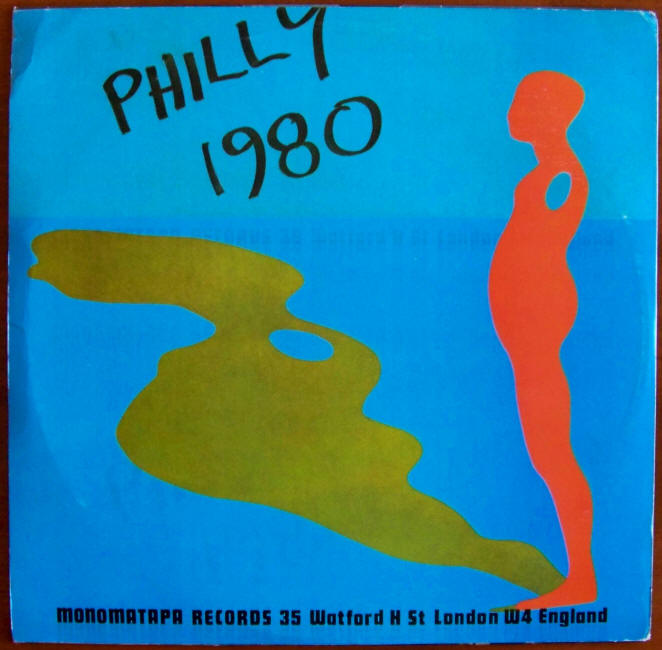 PHILLY
1980
MONOMATAPA RECORDS 35 Watford H St London W4 England